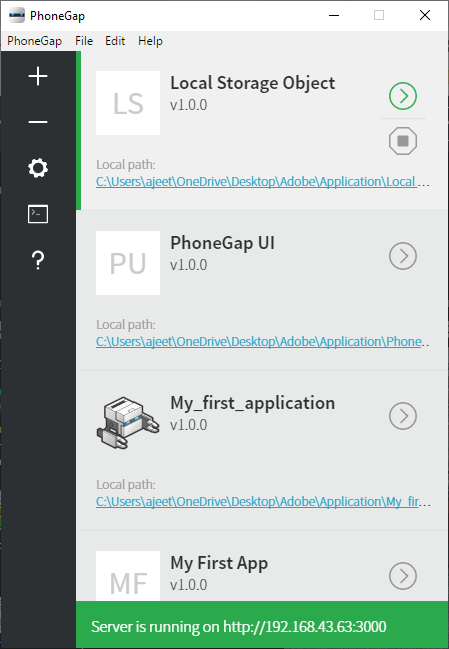 PhoneGap
PhoneGap File Edit Help
LS
Local Storage Object
v1.0.0
Local path:
C:\Users\ajeet\OneDrive\Desktop\Adobe\Application\Local ...
PU
PhoneGap UI
v1.0.0
Local path:
C:\Users\ajeet\OneDrive\Desktop\Adobe\Application\Phone...
My_first_application
v1.0.0
Local path:
C:\Users\ajeet\OneDrive\Desktop\Adobe\Application\My_fir...
MF
My First App
v1.0.0
Server is running on http://192.168.43.63:3000